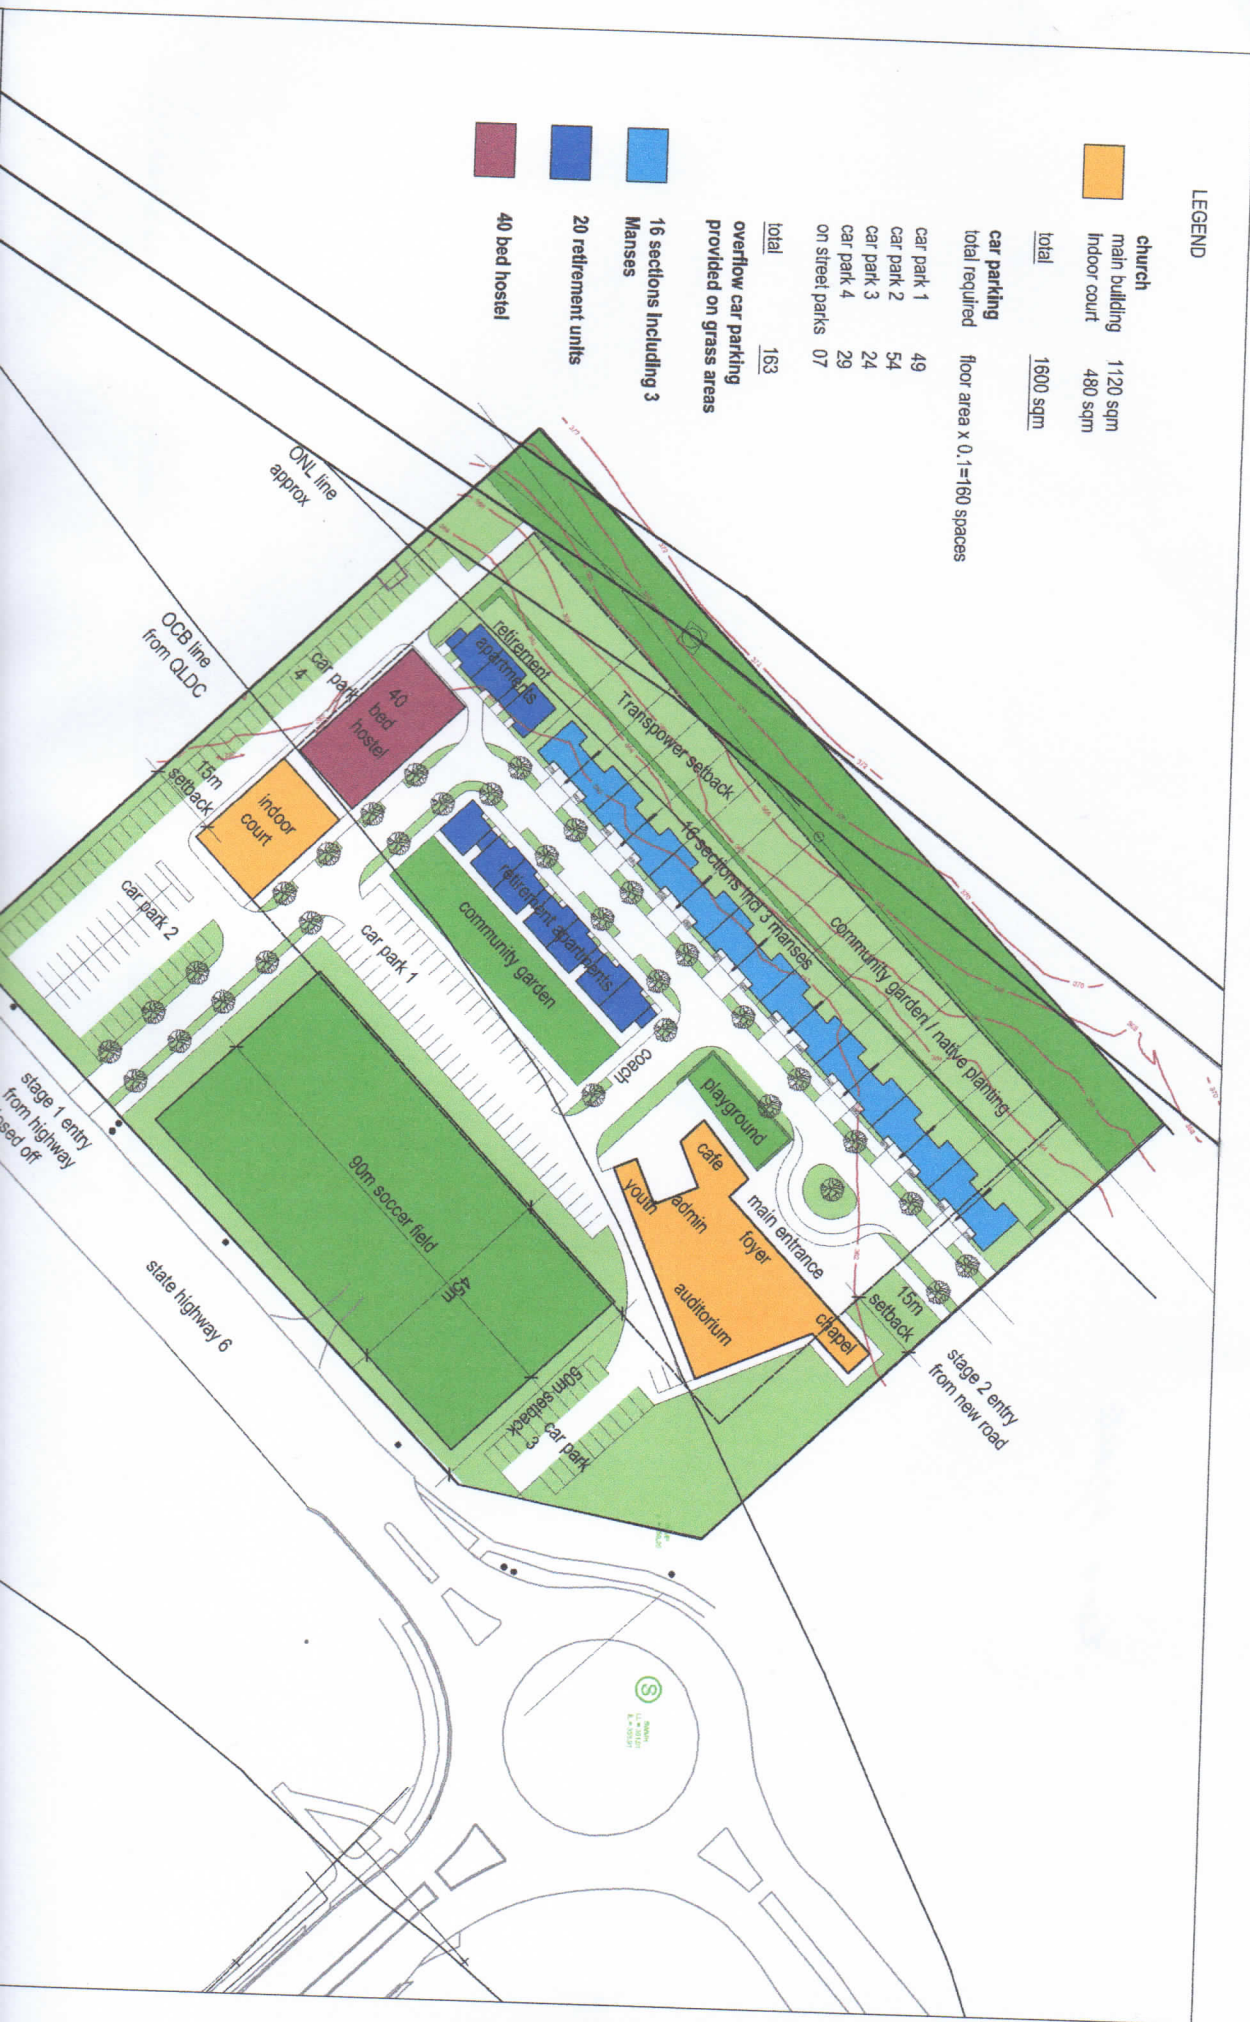 LEGEND
church
main building 1120 sqm
indoor court 480 sqm
total 1600 sqm
car parking
total required floor area x 0.1=160 spaces
car park 1 49
car park 2 54
car park 3 24
car park 4 29
on street parks 07
total 163
overflow car parking
provided on grass areas
16 sections including 3
Manses
20 retirement units
40 bed hostel
ONL line
approx
OCB line
from QLDC
retirement
apartments
Transpower setback
community garden / native planting
16 sections incl 3 manses
car park
4
40
bed
hostel
15m
setback
indoor
court
car park 2
car park 1
retirement apartments
community garden
coach
playground
cafe
admin
youth
foyer
main entrance
auditorium
chapel
15m
setback
stage 2 entry
from new road
90m soccer field
45m
50m setback
car park
3
stage 1 entry
from highway
state highway 6
S